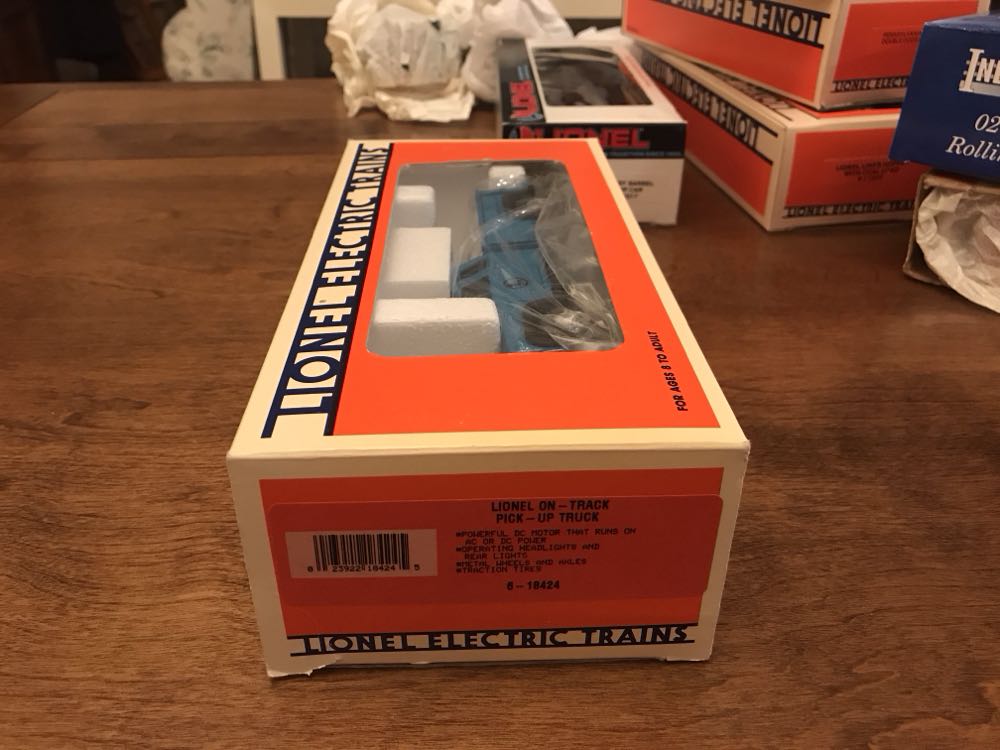 LIONEL ELECTRIC TRAINS
FOR AGES 8 TO ADULT
LIONEL ON-TRACK
PICK-UP TRUCK
*POWERFUL DC MOTOR THAT RUNS ON
AC OR DC POWER
*OPERATING HEADLIGHTS AND
REAR LIGHTS
*METAL WHEELS AND AXLES
*TRACTION TIRES
6-18424
0 23922 18424 5
LIONEL ELECTRIC TRAINS
LIONEL
LIONEL
LIONEL ELECTRIC
LIONEL
LIONEL ELECTRIC
02